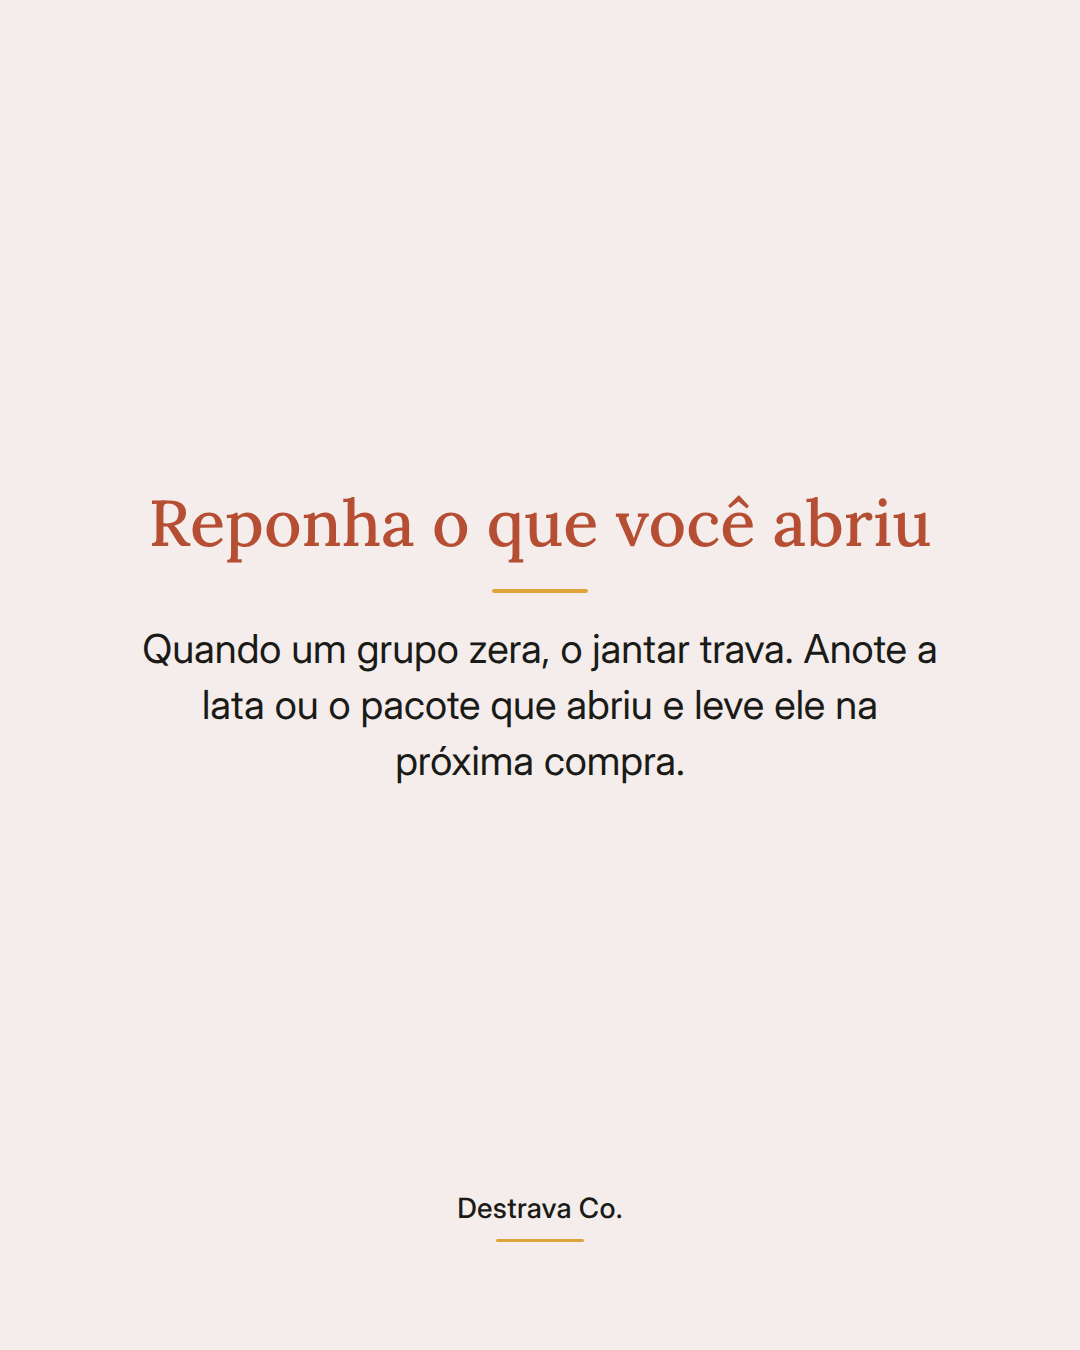 Reponha o que você abriu
Quando um grupo zera, o jantar trava. Anote a
lata ou o pacote que abriu e leve ele na
próxima compra.
Destrava Co.